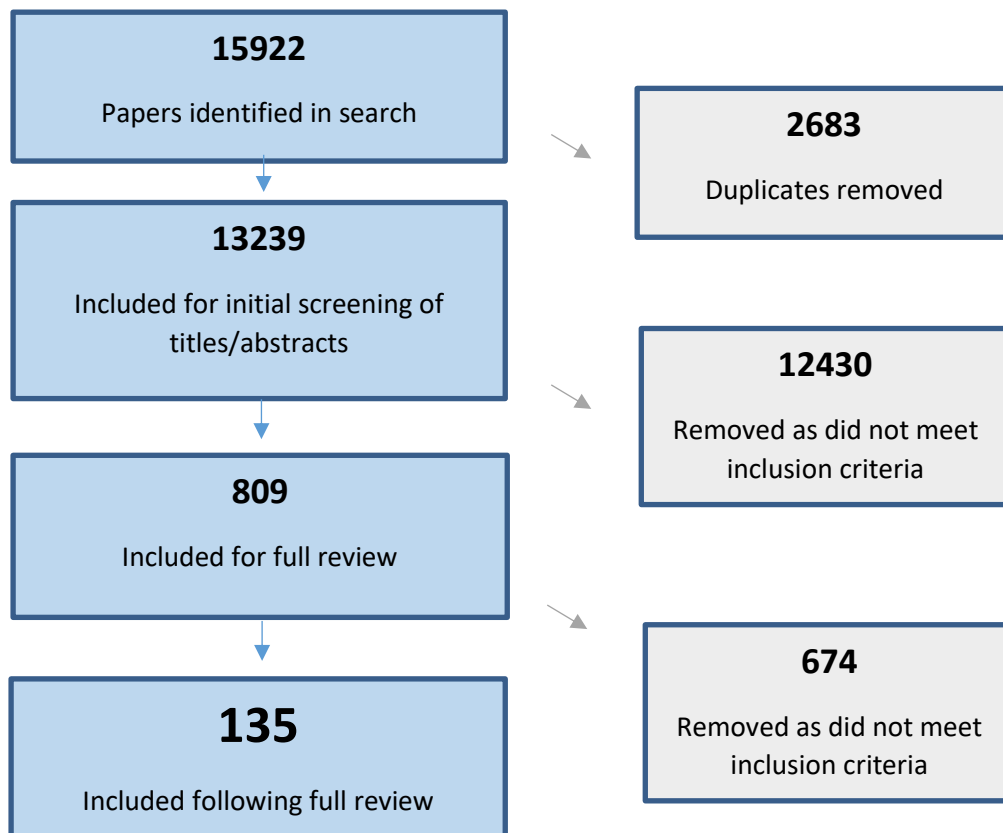 15922
Papers identified in search
2683
Duplicates removed
13239
Included for initial screening of
titles/abstracts
12430
Removed as did not meet
inclusion criteria
809
Included for full review
674
Removed as did not meet
inclusion criteria
135
Included following full review